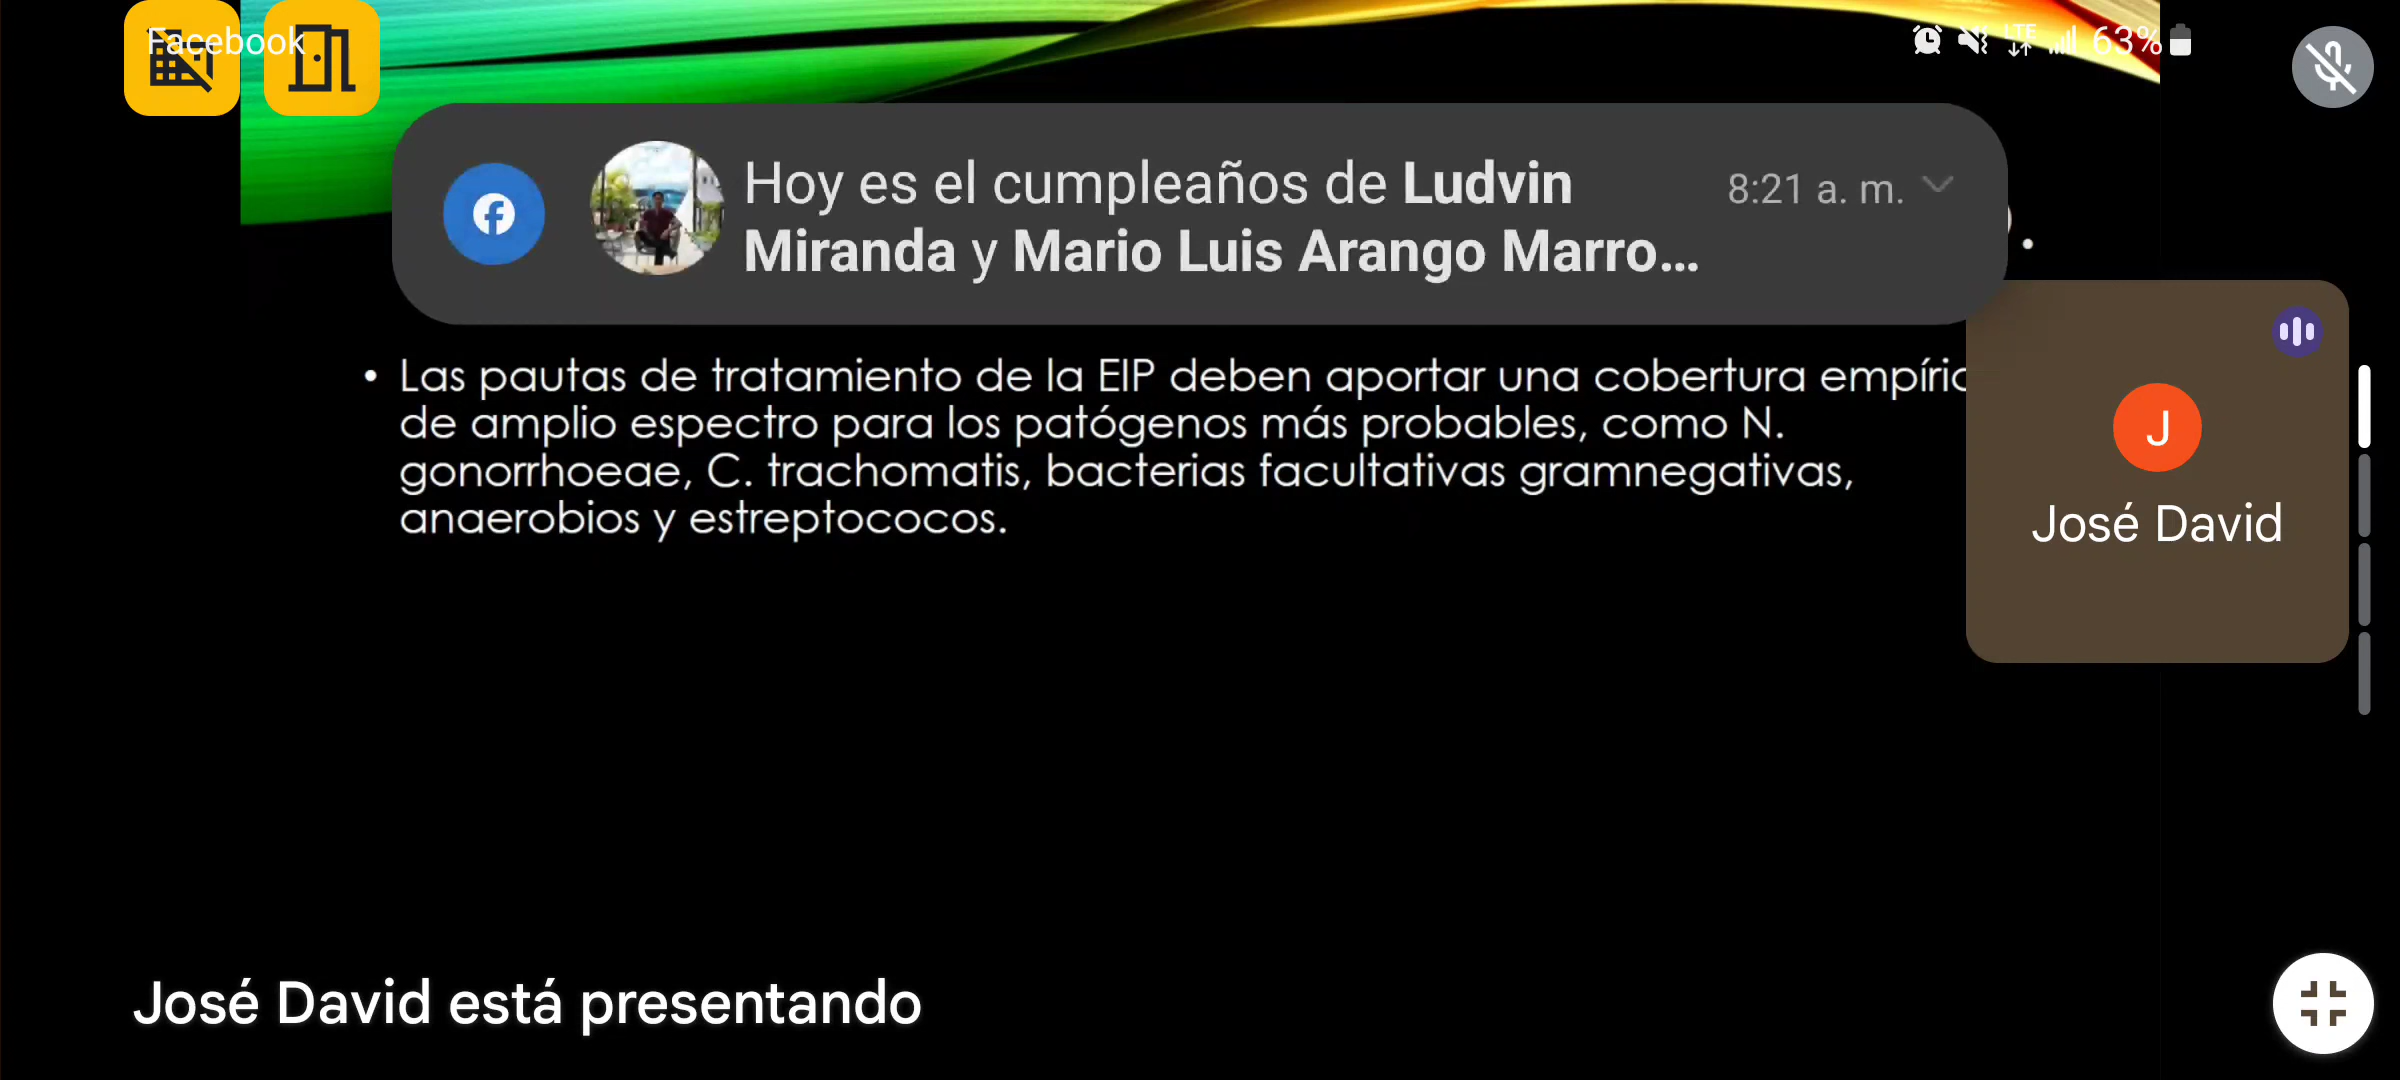 Facebook
LTE
63%
Hoy es el cumpleaños de Ludvin
Miranda y Mario Luis Arango Marro...
8:21 a. m.
).
• Las pautas de tratamiento de la EIP deben aportar una cobertura empíric
de amplio espectro para los patógenos más probables, como N.
gonorrhoeae, C. trachomatis, bacterias facultativas gramnegativas,
anaerobios y estreptococos.
J
José David
José David está presentando